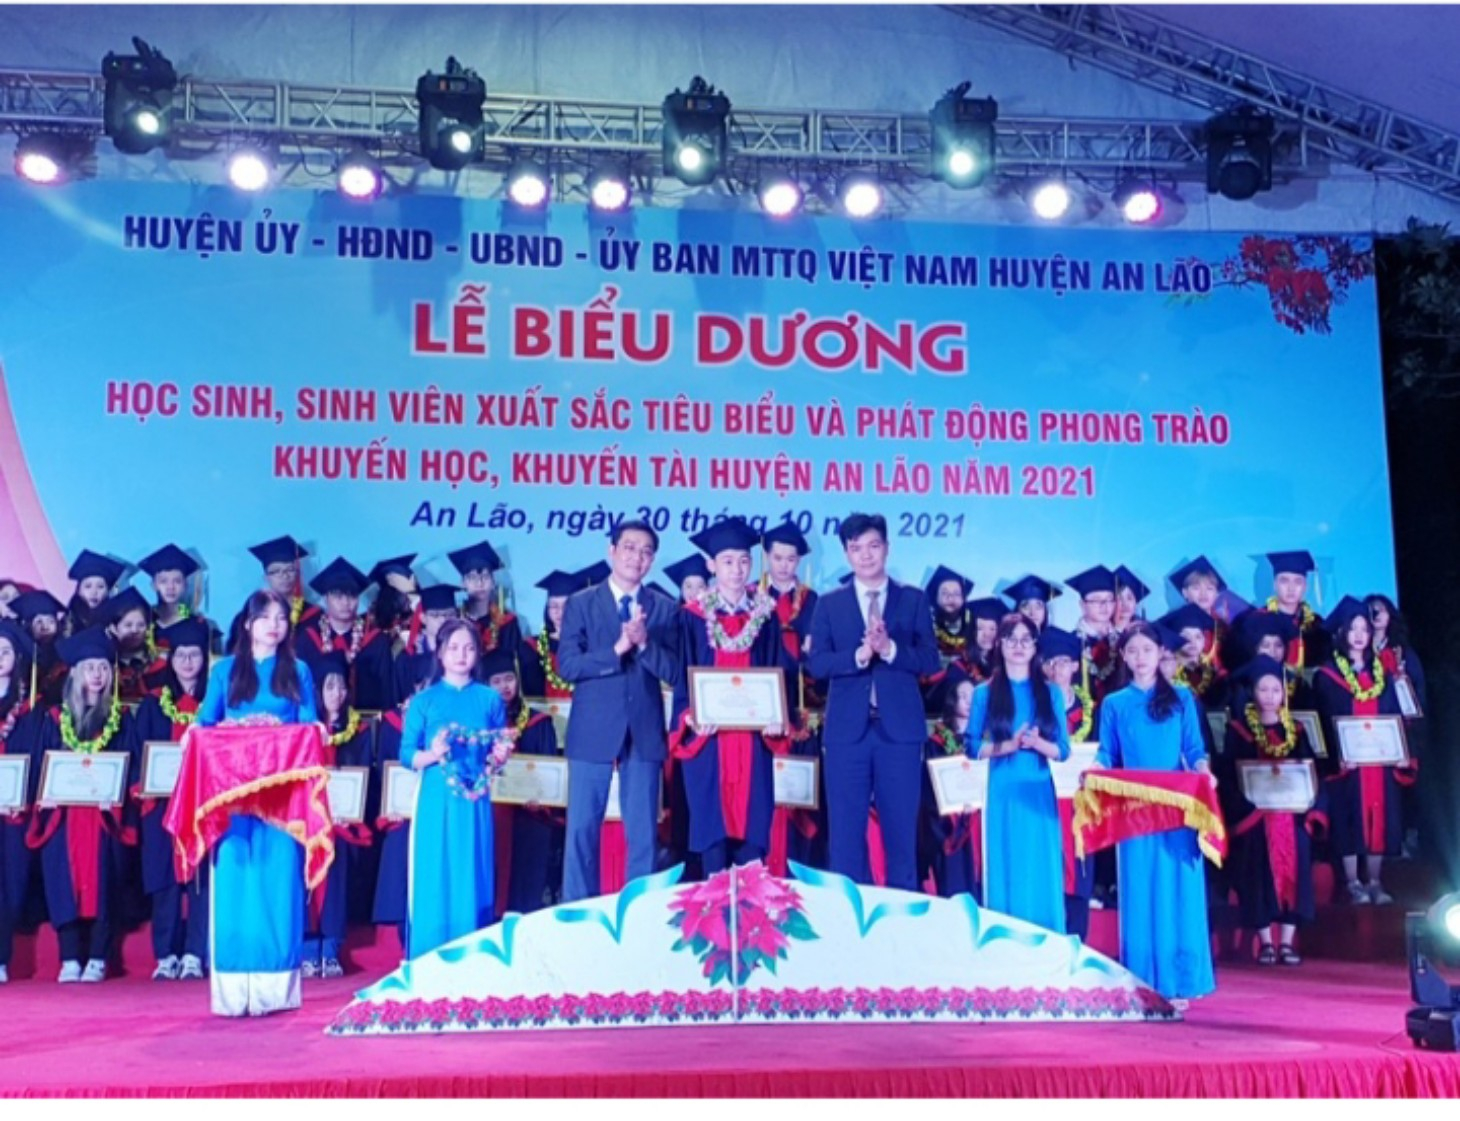 HUYỆN ỦY - HĐND - UBND - ỦY BAN MTTQ VIỆT NAM HUYỆN AN LÃO
LỄ BIỂU DƯƠNG
HỌC SINH, SINH VIÊN XUẤT SẮC TIÊU BIỂU VÀ PHÁT ĐỘNG PHONG TRÀO
KHUYẾN HỌC, KHUYẾN TÀI HUYỆN AN LÃO NĂM 2021
An Lão, ngày 30 tháng 10 năm 2021